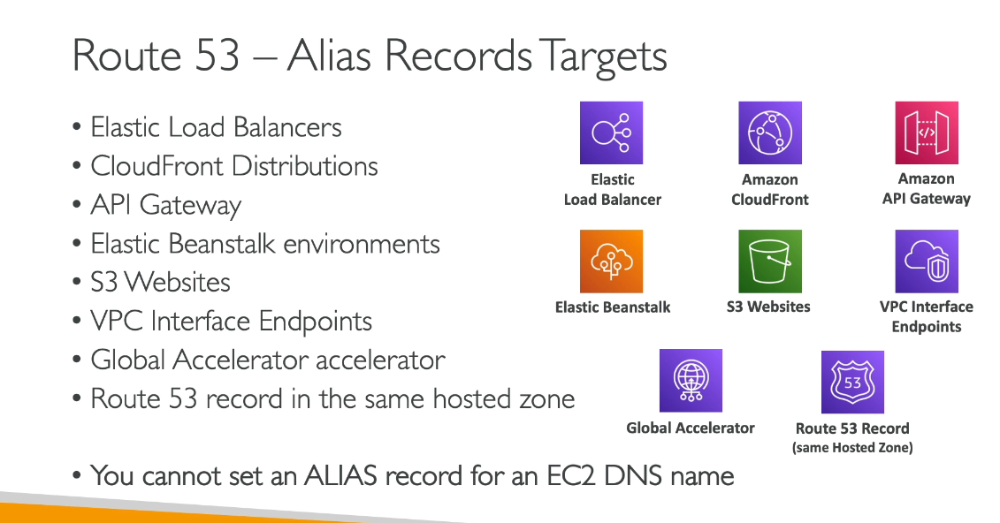 Route 53 – Alias Records Targets
• Elastic Load Balancers
• CloudFront Distributions
• API Gateway
• Elastic Beanstalk environments
• S3 Websites
• VPC Interface Endpoints
• Global Accelerator accelerator
• Route 53 record in the same hosted zone
• You cannot set an ALIAS record for an EC2 DNS name
Elastic
Load Balancer
Amazon
CloudFront
</>
Amazon
API Gateway
Elastic Beanstalk
S3 Websites
VPC Interface
Endpoints
Global Accelerator
53
Route 53 Record
(same Hosted Zone)